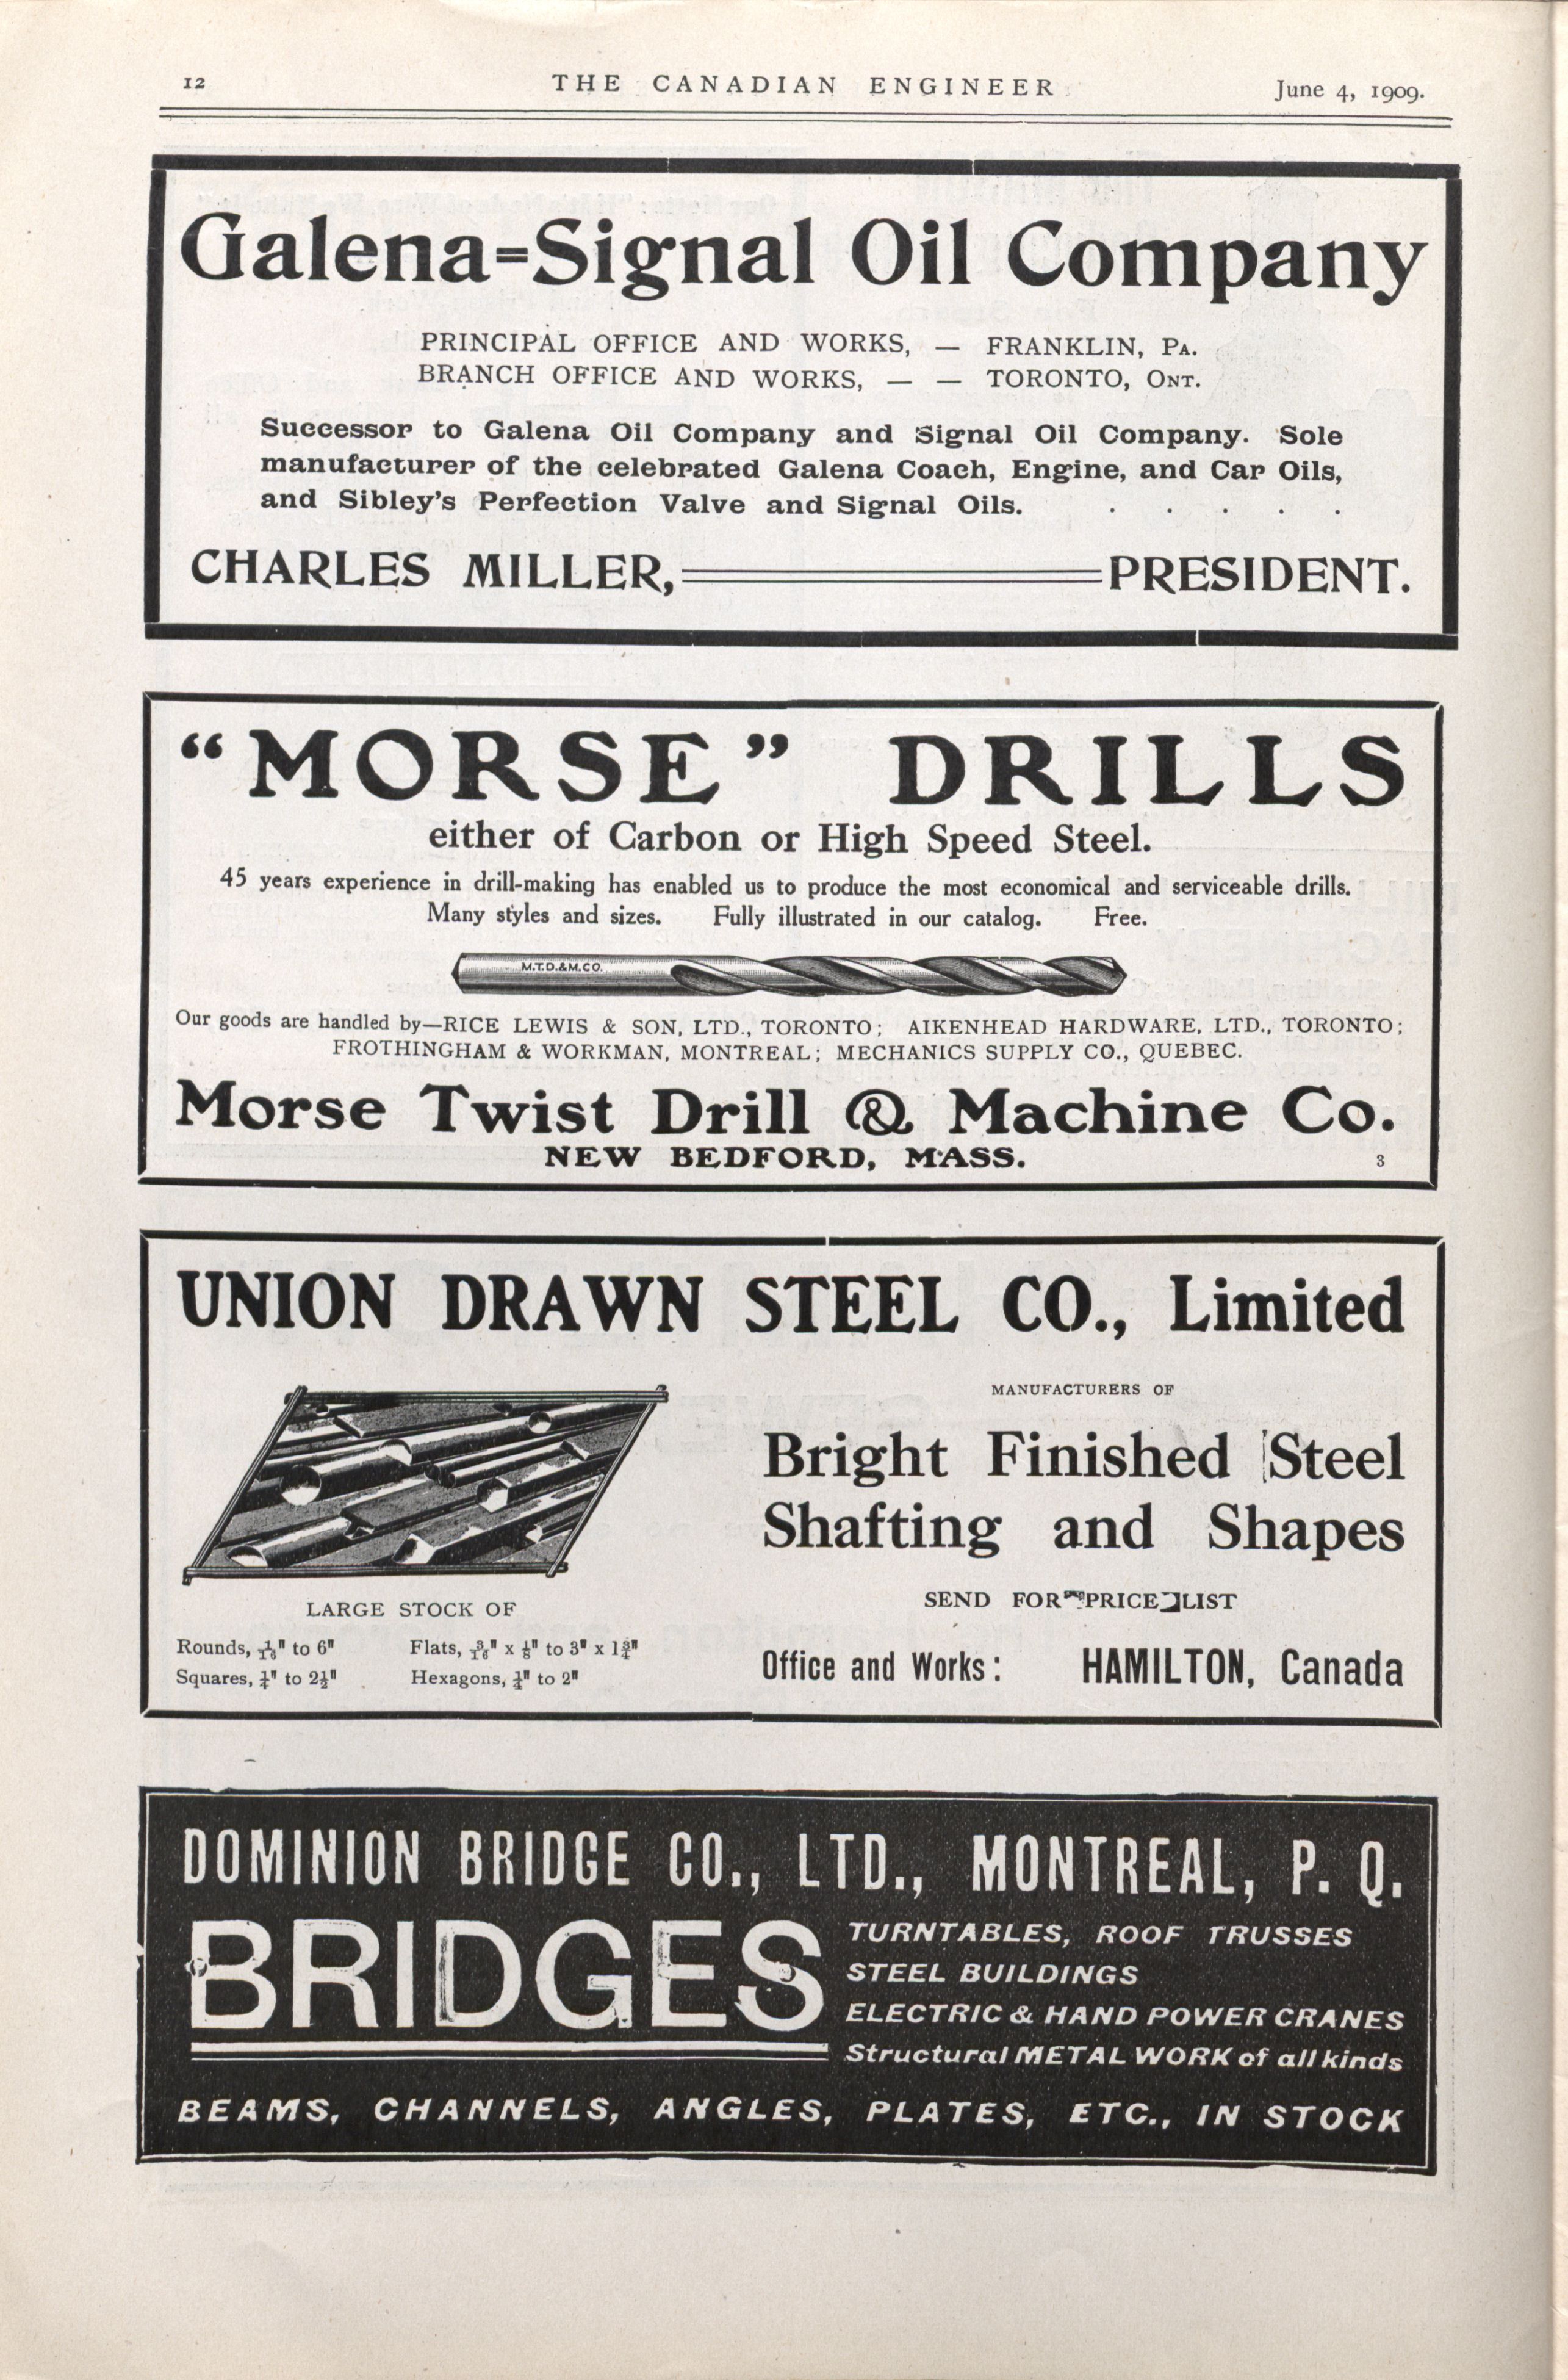 12 THE CANADIAN ENGINEER June 4, 1909.
Galena=Signal Oil Company
PRINCIPAL OFFICE AND WORKS, — FRANKLIN, PA.
BRANCH OFFICE AND WORKS, — — TORONTO, ONT.
Successor to Galena Oil Company and Signal Oil Company. Sole
manufacturer of the celebrated Galena Coach, Engine, and Car Oils,
and Sibley's Perfection Valve and Signal Oils. . . . . .
CHARLES MILLER, PRESIDENT.
"MORSE" DRILLS
either of Carbon or High Speed Steel.
45 years experience in drill-making has enabled us to produce the most economical and serviceable drills.
Many styles and sizes. Fully illustrated in our catalog. Free.
M.T.D.&M.CO.
Our goods are handled by—RICE LEWIS & SON, LTD., TORONTO; AIKENHEAD HARDWARE, LTD., TORONTO;
FROTHINGHAM & WORKMAN, MONTREAL; MECHANICS SUPPLY CO., QUEBEC.
Morse Twist Drill & Machine Co.
NEW BEDFORD, MASS. 3
UNION DRAWN STEEL CO., Limited
MANUFACTURERS OF
Bright Finished Steel
Shafting and Shapes
SEND FOR PRICE LIST
Office and Works: HAMILTON, Canada
LARGE STOCK OF
Rounds, 1/16" to 6" Flats, 3/16" x 1/8" to 3" x 1 3/4"
Squares, 1/4" to 2 1/2" Hexagons, 1/4" to 2"
DOMINION BRIDGE CO., LTD., MONTREAL, P. Q.
BRIDGES
TURNTABLES, ROOF TRUSSES
STEEL BUILDINGS
ELECTRIC & HAND POWER CRANES
Structural METAL WORK of all kinds
BEAMS, CHANNELS, ANGLES, PLATES, ETC., IN STOCK